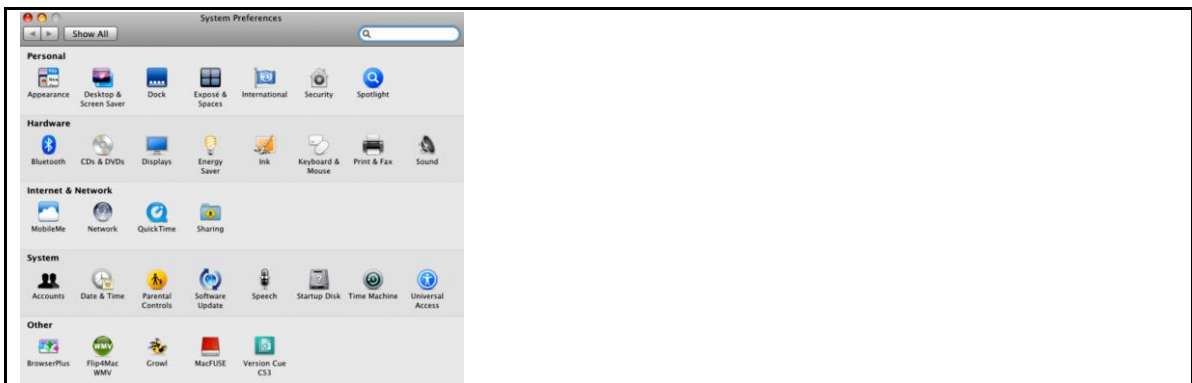 System Preferences
Show All
Personal
Appearance
Desktop & Screen Saver
Dock
Exposé & Spaces
International
Security
Spotlight
Hardware
Bluetooth
CDs & DVDs
Displays
Energy Saver
Ink
Keyboard & Mouse
Print & Fax
Sound
Internet & Network
MobileMe
Network
QuickTime
Sharing
System
Accounts
Date & Time
Parental Controls
Software Update
Speech
Startup Disk
Time Machine
Universal Access
Other
BrowserPlus
Flip4Mac WMV
Growl
MacFUSE
Version Cue CS3